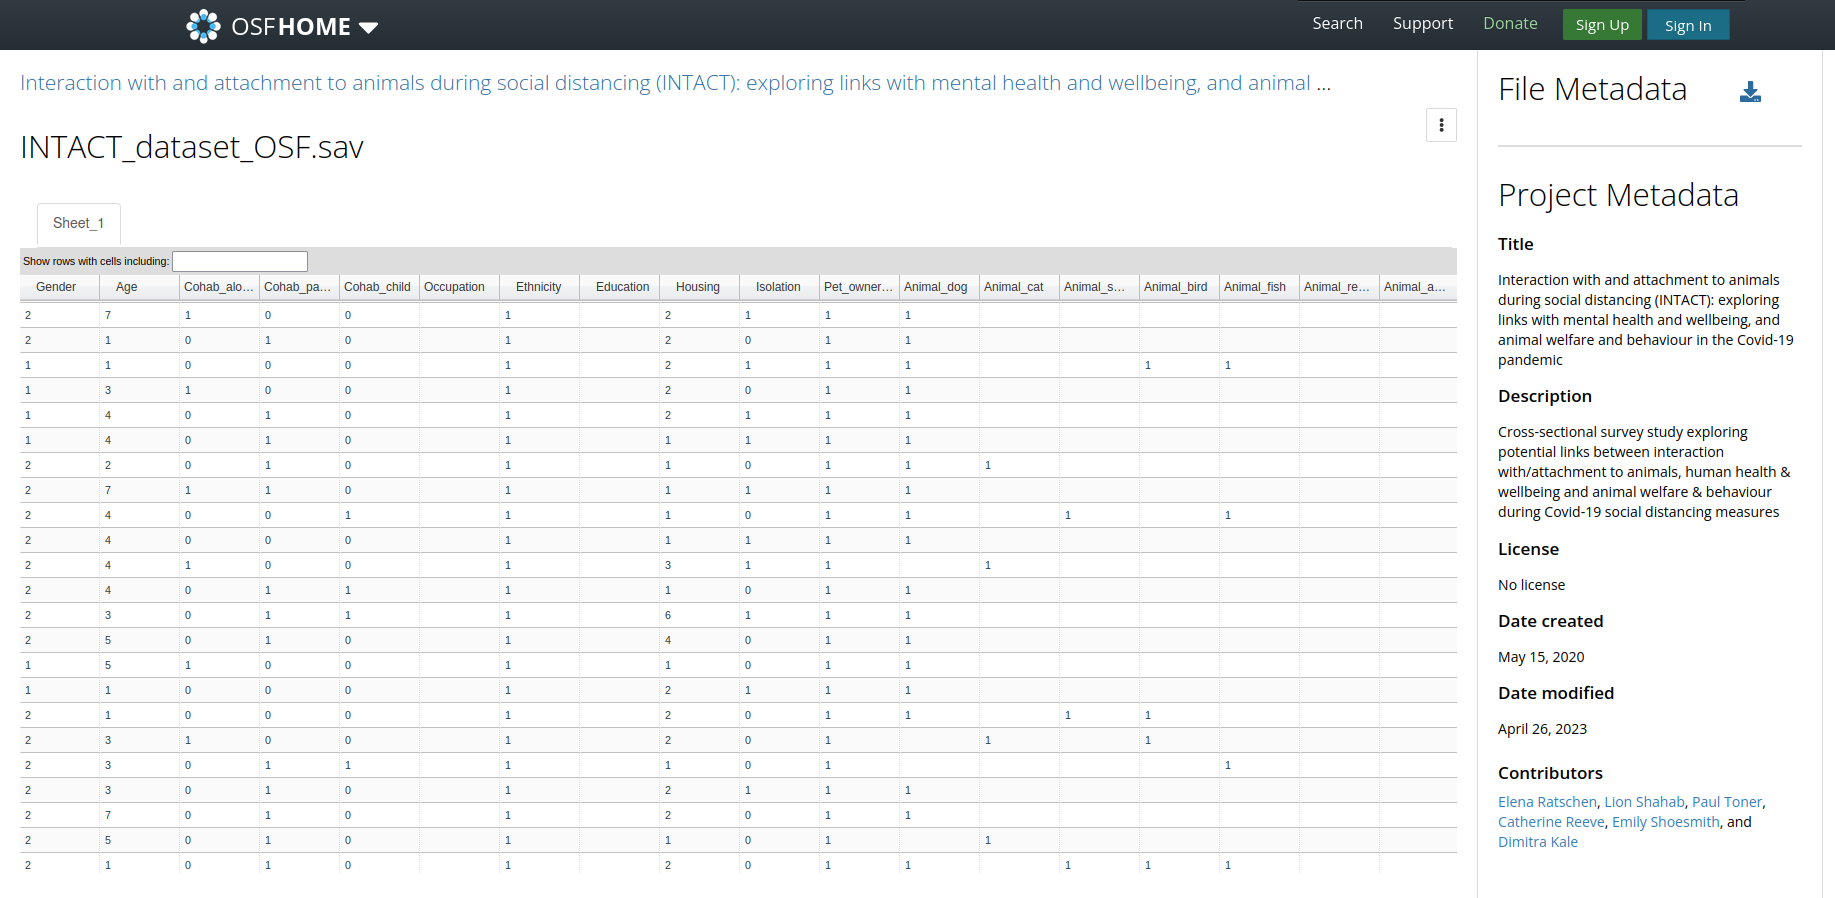 OSFHOME
Search Support Donate Sign Up Sign In
Interaction with and attachment to animals during social distancing (INTACT): exploring links with mental health and wellbeing, and animal ...
INTACT_dataset_OSF.sav
Sheet_1
Show rows with cells including:
Gender Age Cohab_alo... Cohab_pa... Cohab_child Occupation Ethnicity Education Housing Isolation Pet_owner... Animal_dog Animal_cat Animal_s... Animal_bird Animal_fish Animal_re... Animal_a...
2 7 1 0 0 1 2 1 1 1
2 1 0 1 0 1 2 0 1 1
1 1 0 0 0 1 2 1 1 1 1 1
1 3 1 0 0 1 2 0 1 1
1 4 0 1 0 1 2 1 1 1
1 4 0 1 0 1 1 1 1 1
2 2 0 1 0 1 1 0 1 1 1
2 7 1 1 0 1 1 1 1 1
2 4 0 0 1 1 1 0 1 1 1 1
2 4 0 0 0 1 1 1 1 1
2 4 1 0 0 1 3 1 1 1
2 4 0 1 1 1 1 0 1 1
2 3 0 1 1 1 6 1 1 1
2 5 0 1 0 1 4 0 1 1
1 5 1 0 0 1 1 0 1 1
1 1 0 0 0 1 2 1 1 1
2 1 0 0 0 1 2 0 1 1 1 1
2 3 1 0 0 1 2 0 1 1 1
2 3 0 1 1 1 1 0 1 1
2 3 0 1 0 1 2 1 1 1
2 7 0 1 0 1 2 0 1 1
2 5 0 1 0 1 1 0 1 1
2 1 0 1 0 1 2 0 1 1 1 1 1
File Metadata
Project Metadata
Title
Interaction with and attachment to animals
during social distancing (INTACT): exploring
links with mental health and wellbeing, and
animal welfare and behaviour in the Covid-19
pandemic
Description
Cross-sectional survey study exploring
potential links between interaction
with/attachment to animals, human health &
wellbeing and animal welfare & behaviour
during Covid-19 social distancing measures
License
No license
Date created
May 15, 2020
Date modified
April 26, 2023
Contributors
Elena Ratschen, Lion Shahab, Paul Toner,
Catherine Reeve, Emily Shoesmith, and
Dimitra Kale